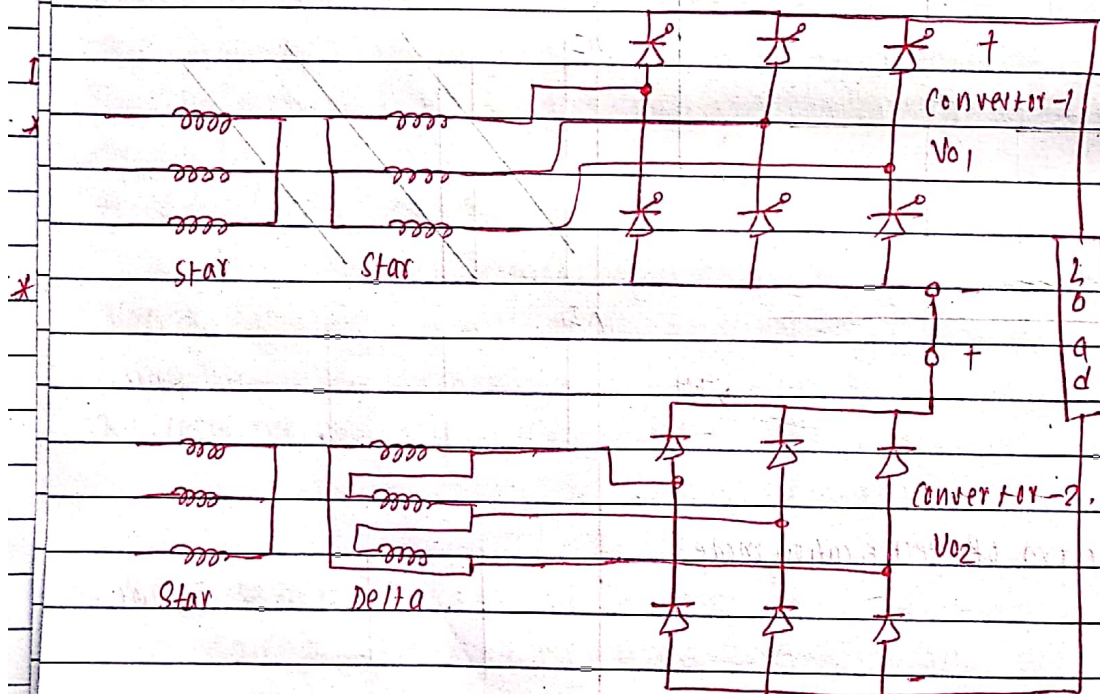 +
Convertor-1
Vo1
Star
Star
-
Load
+
Convertor-2.
Vo2
Star
Delta.
-